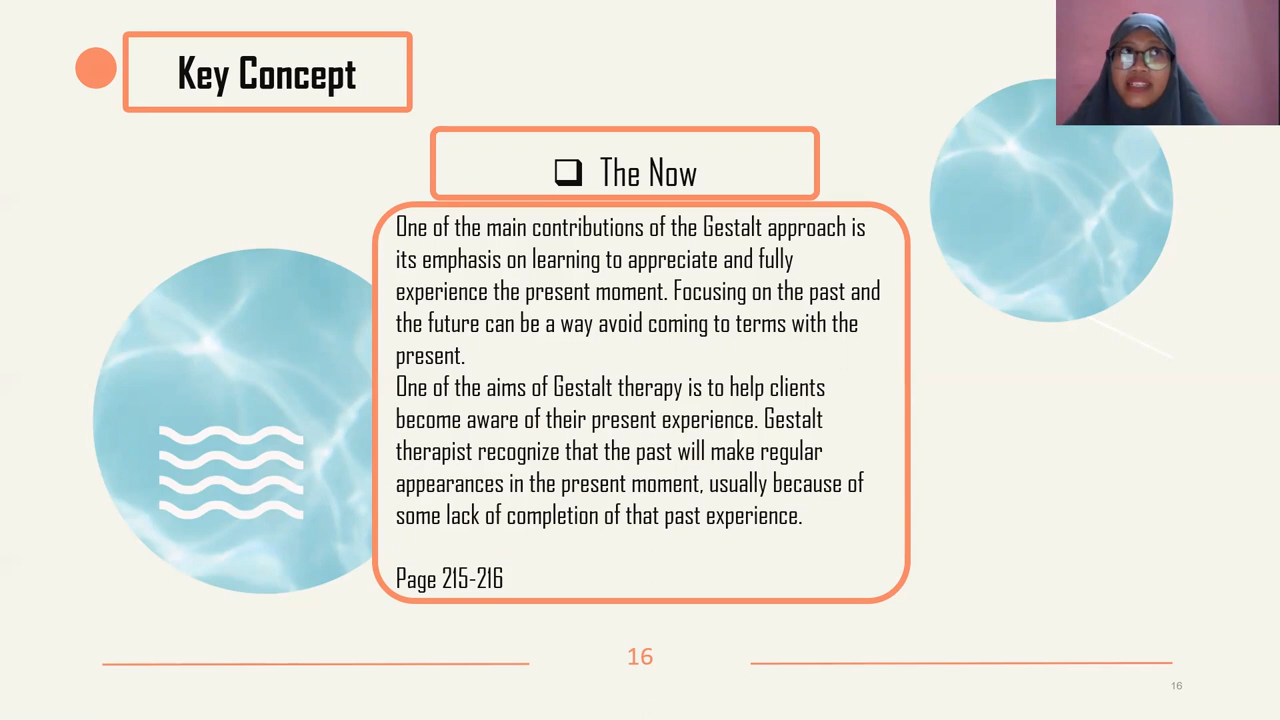 Key Concept
❑ The Now
One of the main contributions of the Gestalt approach is
its emphasis on learning to appreciate and fully
experience the present moment. Focusing on the past and
the future can be a way avoid coming to terms with the
present.
One of the aims of Gestalt therapy is to help clients
become aware of their present experience. Gestalt
therapist recognize that the past will make regular
appearances in the present moment, usually because of
some lack of completion of that past experience.
Page 215-216
16
16